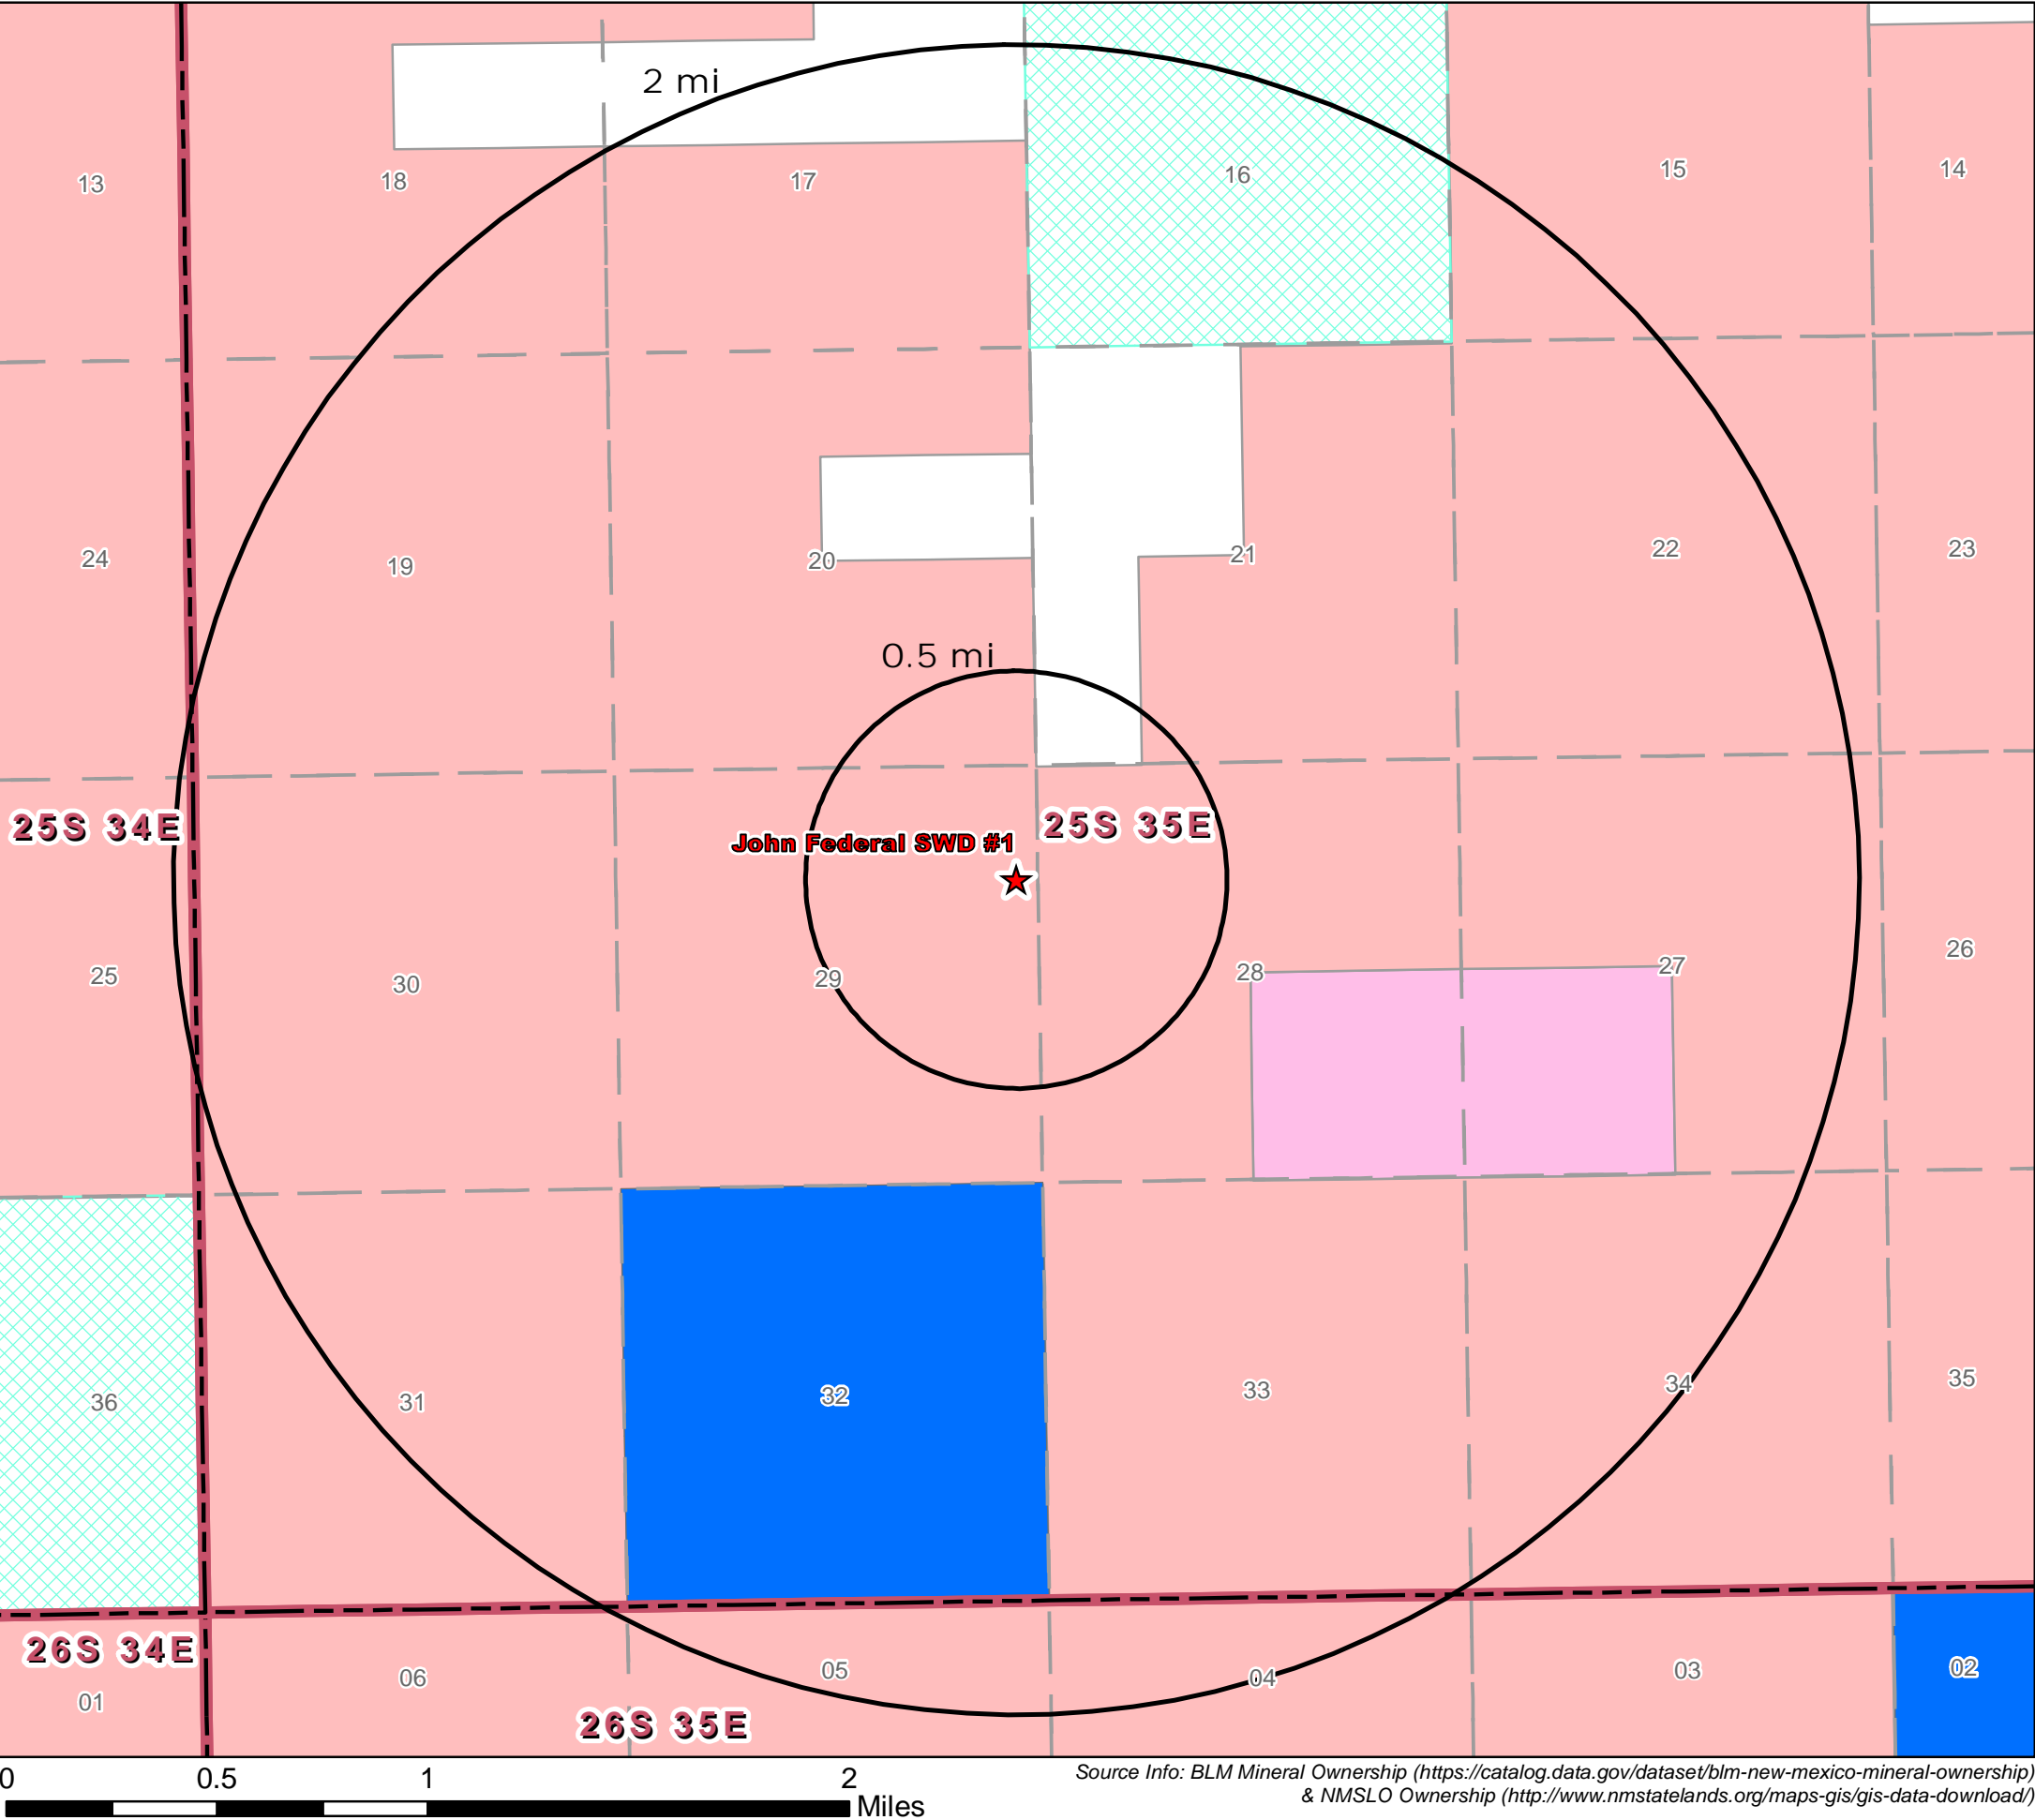 2 mi
13
18
17
16
15
14
24
19
20
21
22
23
0.5 mi
25S 34E
25S 35E
John Federal SWD #1
25
30
29
28
27
26
36
31
32
33
34
35
26S 34E
01
06
05
04
03
02
26S 35E
0 0.5 1 2
Miles
Source Info: BLM Mineral Ownership (https://catalog.data.gov/dataset/blm-new-mexico-mineral-ownership)
& NMSLO Ownership (http://www.nmstatelands.org/maps-gis/gis-data-download/)